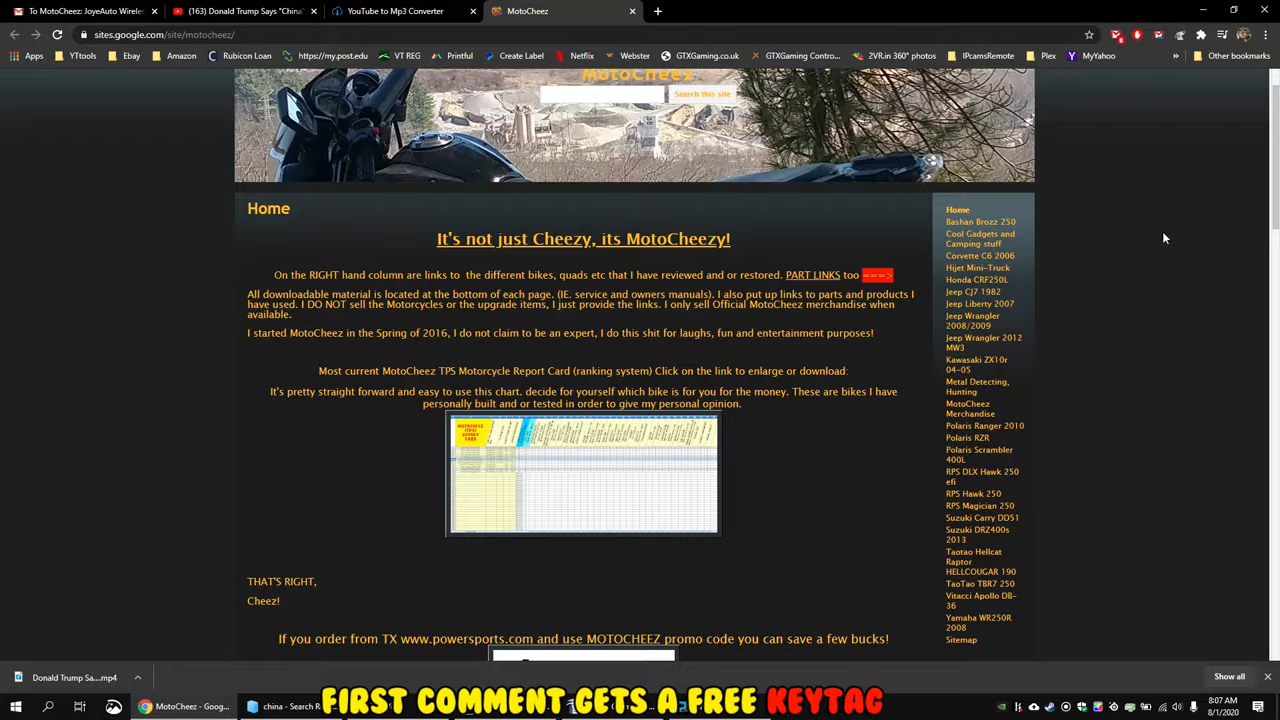 To MotoCheez, JoyeAuto Wireles
(163) Donald Trump Says "China"
YouTube
MotoCheez
sites.google.com/site/motocheez/
Apps
YTools
Ebay
Amazon
Rubicon Loan
https://my.post.edu
VT REG
Printful
Create Label
Netflix
Webster
GTXGaming.co.uk
GTXGaming Contro...
2VR.in 360° photos
IPcamsRemote
Plex
MyYahoo
»
Other bookmarks
MotoCheez
Search this site
Home
It's not just Cheezy, its MotoCheezy!
On the RIGHT hand column are links to the different bikes, quads etc that I have reviewed and or restored. PART LINKS too ===>
All downloadable material is located at the bottom of each page. (IE. service and owners manuals). I also put up links to parts and products I
have used. I DO NOT sell the Motorcycles or the upgrade items, I just provide the links. I only sell Official MotoCheez merchandise when
available.
I started MotoCheez in the Spring of 2016, I do not claim to be an expert, I do this shit for laughs, fun and entertainment purposes!
Most current MotoCheez TPS Motorcycle Report Card (ranking system) Click on the link to enlarge or download:
It's pretty straight forward and easy to use this chart. decide for yourself which bike is for you for the money. These are bikes I have
personally built and or tested in order to give my personal opinion.
MOTOCHEEZ
(TPS)
REPORT
CARD
THAT'S RIGHT,
Cheez!
If you order from TX www.powersports.com and use MOTOCHEEZ promo code you can save a few bucks!
Home
Bashan Brozz 250
Cool Gadgets and
Camping stuff
Corvette C6 2006
Hijet Mini-Truck
Honda CRF250L
Jeep CJ7 1982
Jeep Liberty 2007
Jeep Wrangler
2008/2009
Jeep Wrangler 2012
MW3
Kawasaki ZX10r
04-05
Metal Detecting,
Hunting
MotoCheez
Merchandise
Polaris Ranger 2010
Polaris RZR
Polaris Scrambler
400L
RPS DLX Hawk 250
efi
RPS Hawk 250
RPS Magician 250
Suzuki Carry DD51
Suzuki DRZ400s
2013
Taotao Hellcat
Raptor
HELLCOUGAR 190
TaoTao TBR7 250
Vitacci Apollo DB-
36
Yamaha WR250R
2008
Sitemap
Donald Trump Sa....mp4
Show all
MotoCheez - Googl...
china - Search R
FIRST COMMENT GETS A FREE KEYTAG
8:07 AM
8/1/2020